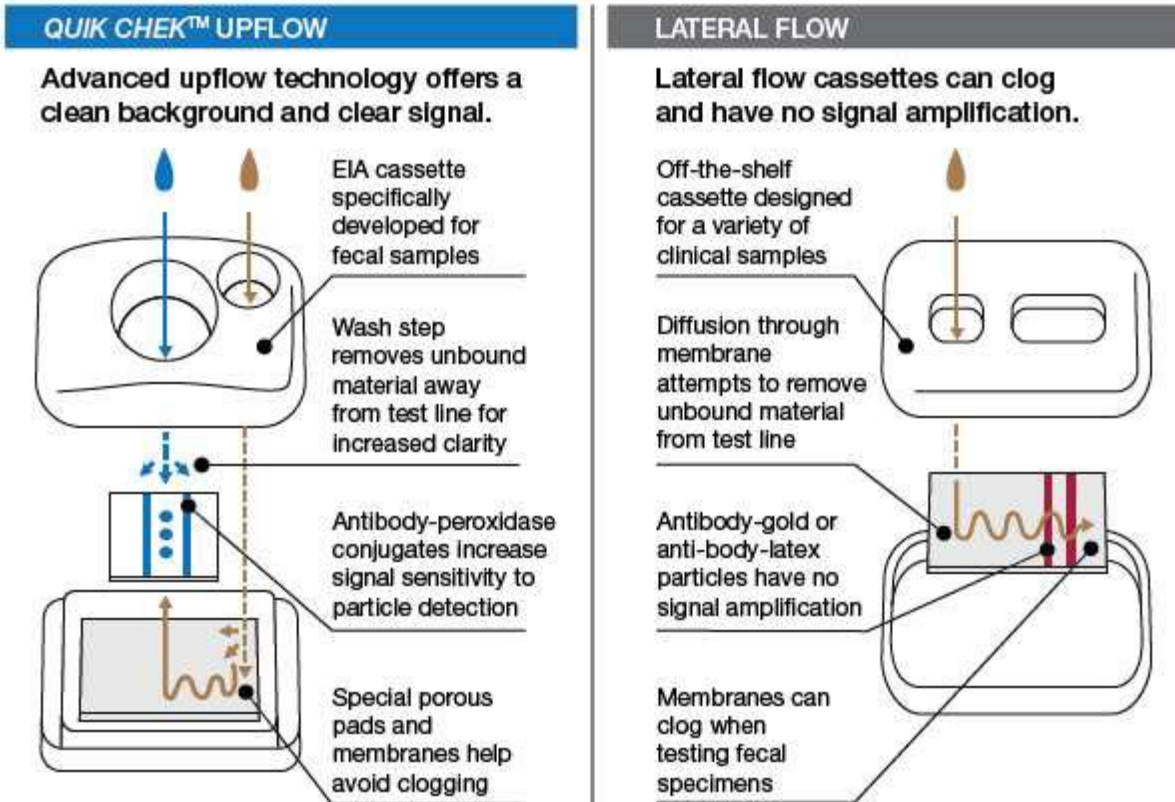 QUIK CHEK™ UPFLOW
Advanced upflow technology offers a
clean background and clear signal.
EIA cassette
specifically
developed for
fecal samples
Wash step
removes unbound
material away
from test line for
increased clarity
Antibody-peroxidase
conjugates increase
signal sensitivity to
particle detection
Special porous
pads and
membranes help
avoid clogging
LATERAL FLOW
Lateral flow cassettes can clog
and have no signal amplification.
Off-the-shelf
cassette designed
for a variety of
clinical samples
Diffusion through
membrane
attempts to remove
unbound material
from test line
Antibody-gold or
anti-body-latex
particles have no
signal amplification
Membranes can
clog when
testing fecal
specimens